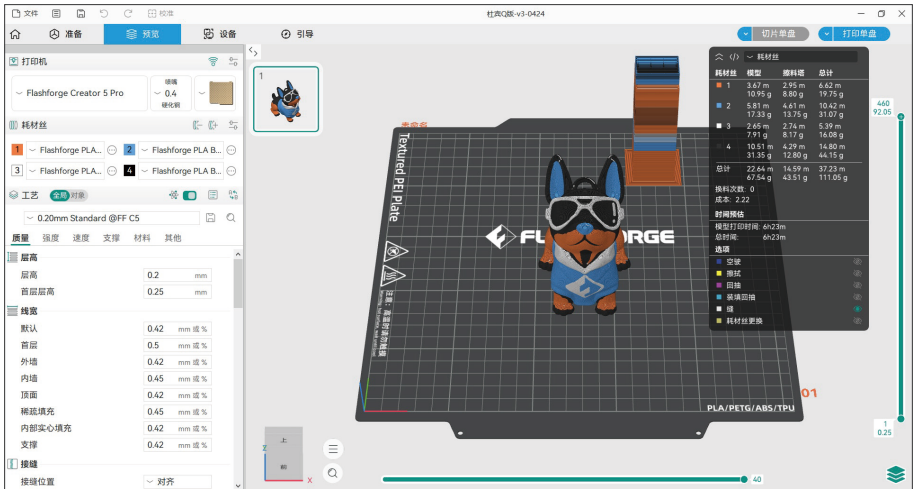 文件
校准
杜宾Q版-v3-0424
准备
预览
设备
引导
切片单盘
打印单盘
打印机
Flashforge Creator 5 Pro
喷嘴
0.4
硬化钢
耗材丝
1 Flashforge PLA...
2 Flashforge PLA B...
3 Flashforge PLA...
4 Flashforge PLA B...
工艺 全局 对象
0.20mm Standard @FF C5
质量 强度 速度 支撑 材料 其他
层高
层高 0.2 mm
首层层高 0.25 mm
线宽
默认 0.42 mm 或 %
首层 0.5 mm 或 %
外墙 0.42 mm 或 %
内墙 0.45 mm 或 %
顶面 0.42 mm 或 %
稀疏填充 0.45 mm 或 %
内部实心填充 0.42 mm 或 %
支撑 0.42 mm 或 %
接缝
接缝位置 对齐
1
未命名
Textured PEI Plate
注意：高温时请勿触摸
PLA/PETG/ABS/TPU
01
上
前
Z
X
耗材丝
耗材丝 模型 擦料塔 总计
1 3.67 m 2.95 m 6.62 m
10.95 g 8.80 g 19.75 g
2 5.81 m 4.61 m 10.42 m
17.33 g 13.75 g 31.07 g
3 2.65 m 2.74 m 5.39 m
7.91 g 8.17 g 16.08 g
4 10.51 m 4.29 m 14.80 m
31.35 g 12.80 g 44.15 g
总计 22.64 m 14.59 m 37.23 m
67.54 g 43.51 g 111.05 g
换料次数: 0
成本: 2.22
时间预估
模型打印时间: 6h23m
总时间: 6h23m
选项
空驶
擦拭
回抽
装填回抽
缝
耗材丝更换
460
92.05
1
0.25
40